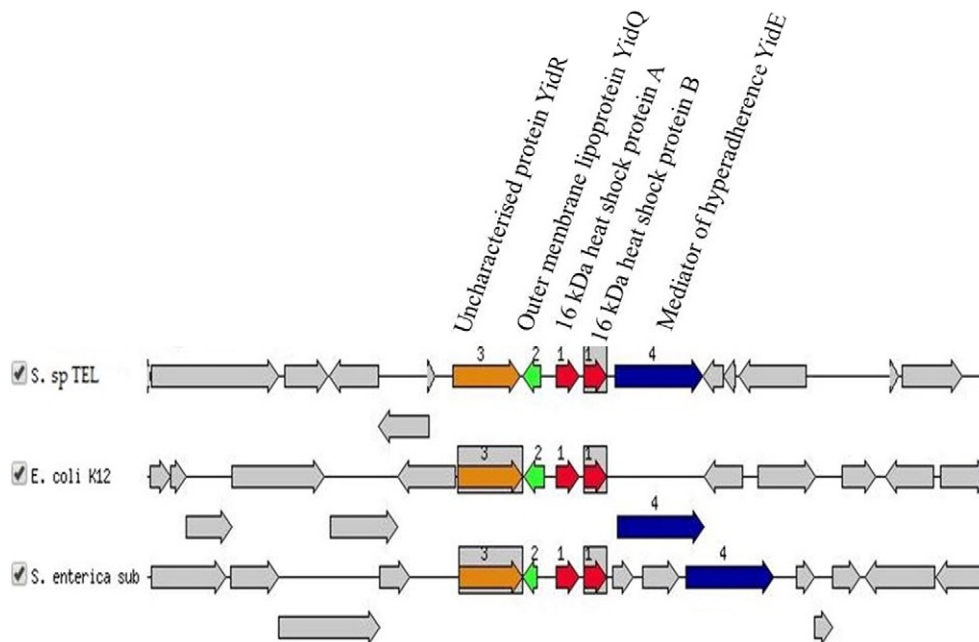 Uncharacterised protein YidR
Outer membrane lipoprotein YidQ
16 kDa heat shock protein A
16 kDa heat shock protein B
Mediator of hyperadherence YidE
3 2 1 1 4
S. sp TEL
3 2 1 1
E. coli K12
4
3 2 1 1 4
S. enterica sub